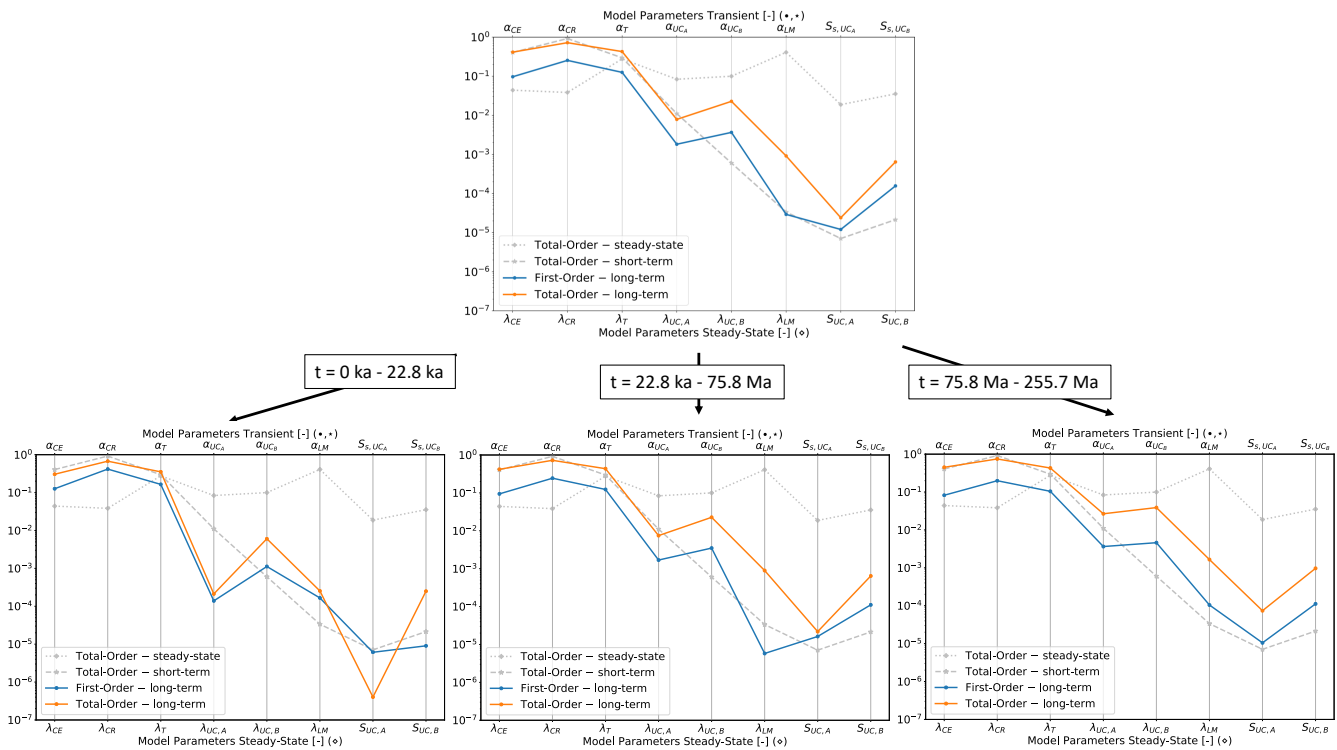 Model Parameters Transient [-] (•,⋆)
α_CE α_CR α_T α_UC_A α_UC_B α_LM S_s,UC_A S_s,UC_B
10^0
10^-1
10^-2
10^-3
10^-4
10^-5
10^-6
10^-7
Total-Order − steady-state
Total-Order − short-term
First-Order − long-term
Total-Order − long-term
λ_CE λ_CR λ_T λ_UC,A λ_UC,B λ_LM S_UC,A S_UC,B
Model Parameters Steady-State [-] (⋄)
t = 0 ka - 22.8 ka
t = 22.8 ka - 75.8 Ma
t = 75.8 Ma - 255.7 Ma
Model Parameters Transient [-] (•,⋆)
α_CE α_CR α_T α_UC_A α_UC_B α_LM S_s,UC_A S_s,UC_B
10^0
10^-1
10^-2
10^-3
10^-4
10^-5
10^-6
10^-7
Total-Order − steady-state
Total-Order − short-term
First-Order − long-term
Total-Order − long-term
λ_CE λ_CR λ_T λ_UC,A λ_UC,B λ_LM S_UC,A S_UC,B
Model Parameters Steady-State [-] (⋄)
Model Parameters Transient [-] (•,⋆)
α_CE α_CR α_T α_UC_A α_UC_B α_LM S_s,UC_A S_s,UC_B
10^0
10^-1
10^-2
10^-3
10^-4
10^-5
10^-6
10^-7
Total-Order − steady-state
Total-Order − short-term
First-Order − long-term
Total-Order − long-term
λ_CE λ_CR λ_T λ_UC,A λ_UC,B λ_LM S_UC,A S_UC,B
Model Parameters Steady-State [-] (⋄)
Model Parameters Transient [-] (•,⋆)
α_CE α_CR α_T α_UC_A α_UC_B α_LM S_s,UC_A S_s,UC_B
10^0
10^-1
10^-2
10^-3
10^-4
10^-5
10^-6
10^-7
Total-Order − steady-state
Total-Order − short-term
First-Order − long-term
Total-Order − long-term
λ_CE λ_CR λ_T λ_UC,A λ_UC,B λ_LM S_UC,A S_UC,B
Model Parameters Steady-State [-] (⋄)